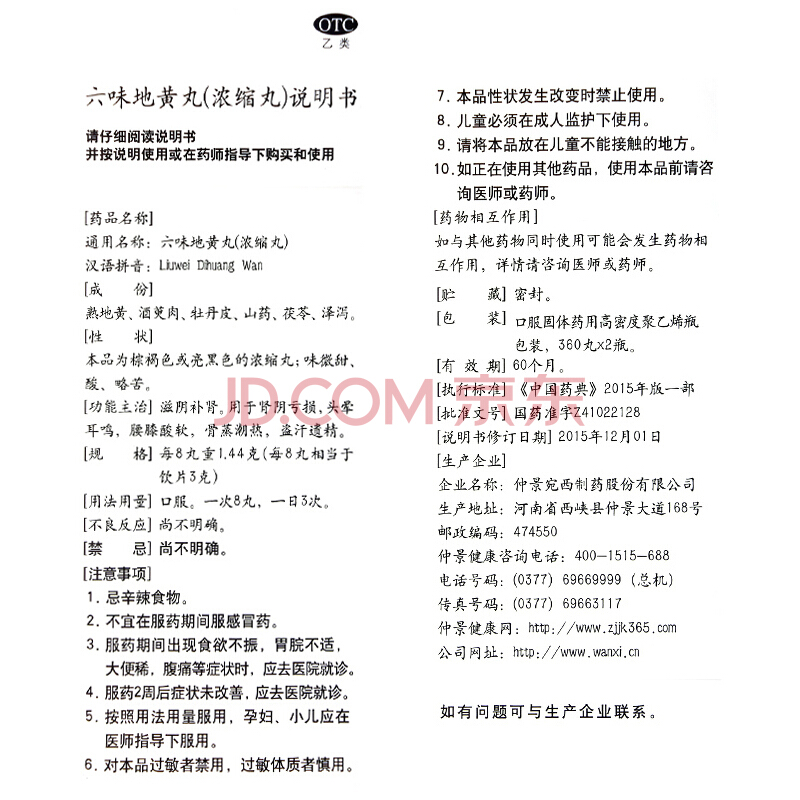 OTC
乙类
六味地黄丸(浓缩丸)说明书
请仔细阅读说明书
并按说明使用或在药师指导下购买和使用
[药品名称]
通用名称：六味地黄丸(浓缩丸)
汉语拼音：Liuwei Dihuang Wan
[成　　份]
熟地黄、酒萸肉、牡丹皮、山药、茯苓、泽泻。
[性　　状]
本品为棕褐色或亮黑色的浓缩丸；味微甜、
酸、略苦。
[功能主治] 滋阴补肾。用于肾阴亏损，头晕
耳鸣，腰膝酸软，骨蒸潮热，盗汗遗精。
[规　　格] 每8丸重1.44克(每8丸相当于
饮片3克)
[用法用量] 口服。一次8丸，一日3次。
[不良反应] 尚不明确。
[禁　　忌] 尚不明确。
[注意事项]
1. 忌辛辣食物。
2. 不宜在服药期间服感冒药。
3. 服药期间出现食欲不振，胃脘不适，
大便稀，腹痛等症状时，应去医院就诊。
4. 服药2周后症状未改善，应去医院就诊。
5. 按照用法用量服用，孕妇、小儿应在
医师指导下服用。
6. 对本品过敏者禁用，过敏体质者慎用。
7. 本品性状发生改变时禁止使用。
8. 儿童必须在成人监护下使用。
9. 请将本品放在儿童不能接触的地方。
10. 如正在使用其他药品，使用本品前请咨
询医师或药师。
[药物相互作用]
如与其他药物同时使用可能会发生药物相
互作用，详情请咨询医师或药师。
[贮　　藏] 密封。
[包　　装] 口服固体药用高密度聚乙烯瓶
包装，360丸x2瓶。
[有 效 期] 60个月。
[执行标准] 《中国药典》2015年版一部
[批准文号] 国药准字Z41022128
[说明书修订日期] 2015年12月01日
[生产企业]
企业名称：仲景宛西制药股份有限公司
生产地址：河南省西峡县仲景大道168号
邮政编码：474550
仲景健康咨询电话：400-1515-688
电话号码：(0377) 69669999（总机）
传真号码：(0377) 69663117
仲景健康网：http://www.zjjk365.com
公司网址：http://www.wanxi.cn
如有问题可与生产企业联系。
JD.COM 京东